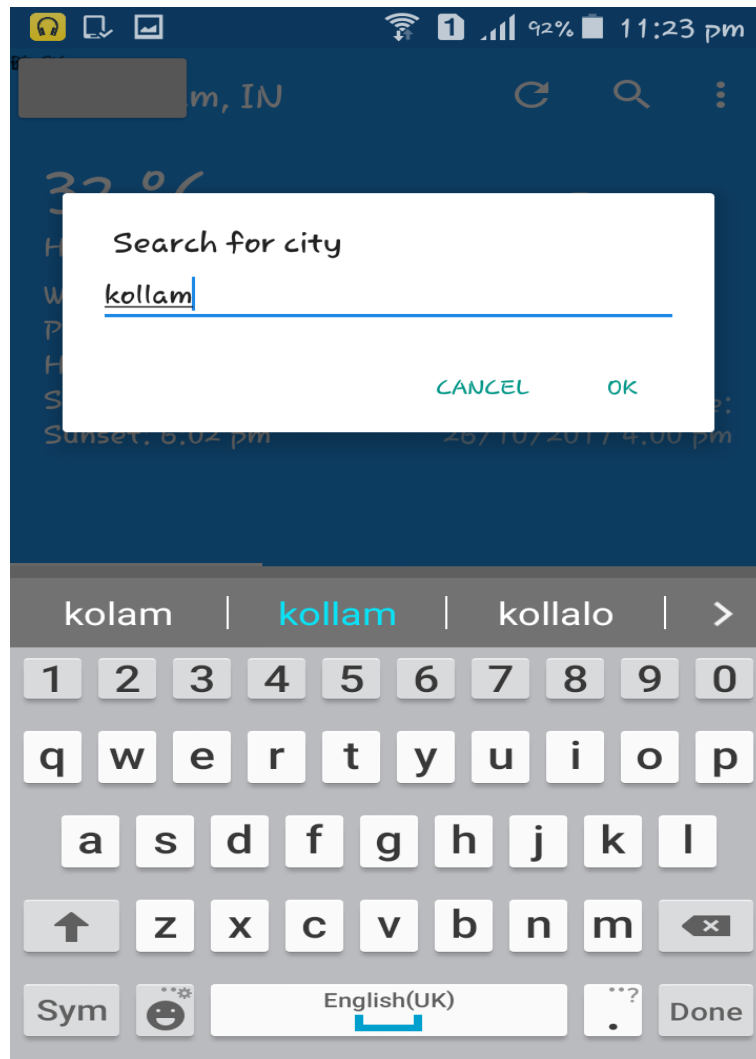 1 92% 11:23 pm
m, IN
32 °C
Search for city
kollam
CANCEL OK
Sunset: 6.02 pm 26/10/2017 4.00 pm
kolam kollam kollalo >
1 2 3 4 5 6 7 8 9 0
q w e r t y u i o p
a s d f g h j k l
z x c v b n m
Sym English(UK) . ? Done